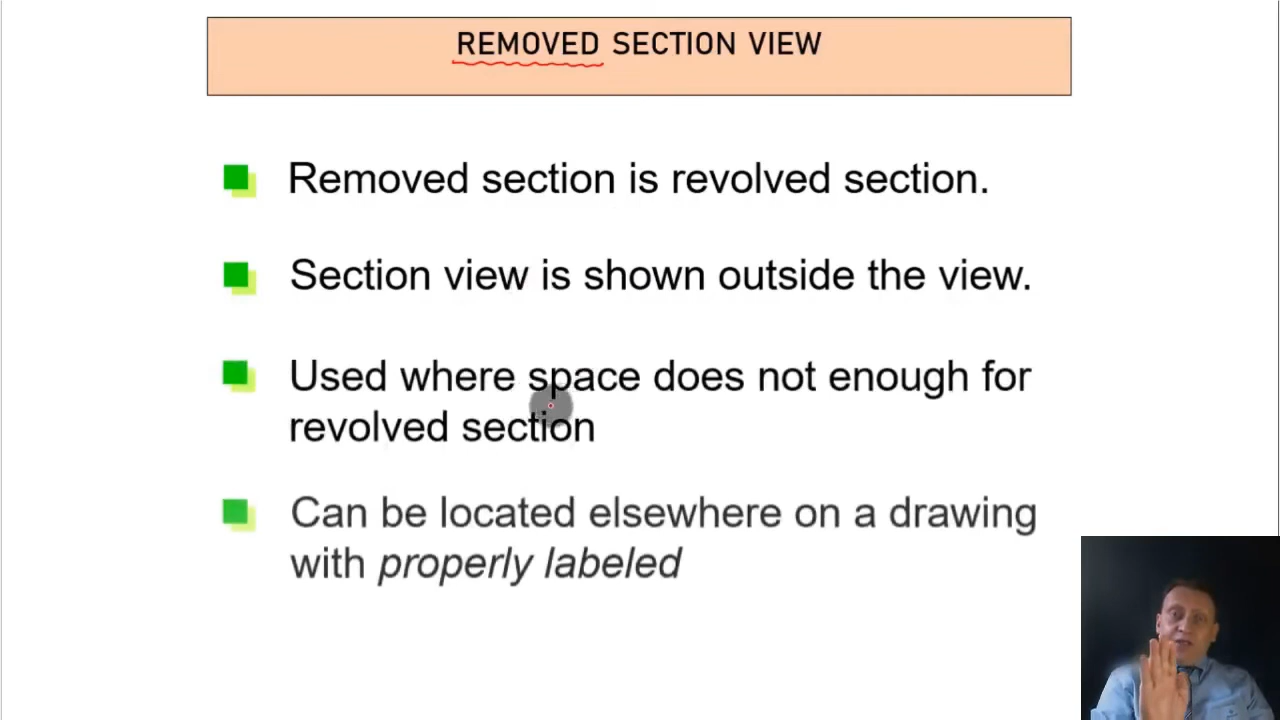 REMOVED SECTION VIEW
Removed section is revolved section.
Section view is shown outside the view.
Used where space does not enough for
revolved section
Can be located elsewhere on a drawing
with properly labeled